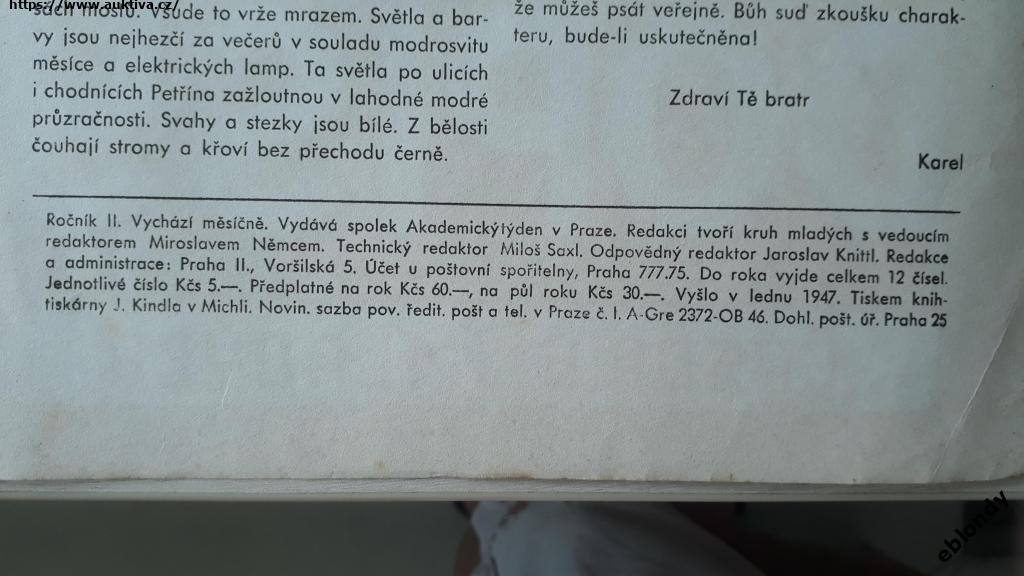 https://www.auktiva.cz/
sách mostů. Všude to vrže mrazem. Světla a bar-
vy jsou nejhezčí za večerů v souladu modrosvitu
měsíce a elektrických lamp. Ta světla po ulicích
i chodnících Petřína zažloutnou v lahodné modré
průzračnosti. Svahy a stezky jsou bílé. Z bělosti
čouhají stromy a křoví bez přechodu černě.
že můžeš psát veřejně. Bůh suď zkoušku charak-
teru, bude-li uskutečněna!
Zdraví Tě bratr
Karel
Ročník II. Vychází měsíčně. Vydává spolek Akademický týden v Praze. Redakci tvoří kruh mladých s vedoucím
redaktorem Miroslavem Němcem. Technický redaktor Miloš Saxl. Odpovědný redaktor Jaroslav Knittl. Redakce
a administrace: Praha II., Voršilská 5. Účet u poštovní spořitelny, Praha 777.75. Do roka vyjde celkem 12 čísel.
Jednotlivé číslo Kčs 5.—. Předplatné na rok Kčs 60.—, na půl roku Kčs 30.—. Vyšlo v lednu 1947. Tiskem knih-
tiskárny J. Kindla v Michli. Novin. sazba pov. ředit. pošt a tel. v Praze č. I. A-Gre 2372-OB 46. Dohl. pošt. úř. Praha 25
eblondy